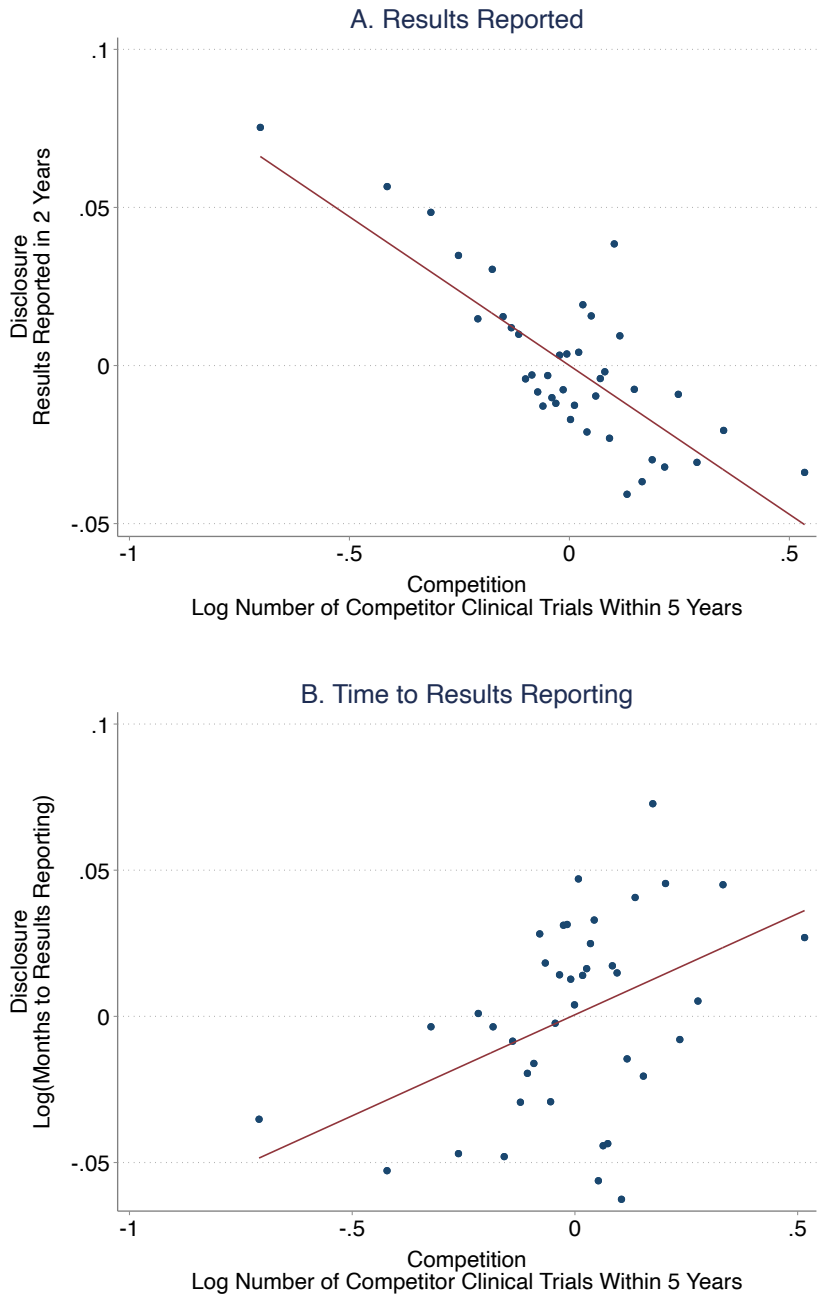 A. Results Reported
Disclosure
Results Reported in 2 Years
.1
.05
0
-.05
-1
-.5
0
.5
Competition
Log Number of Competitor Clinical Trials Within 5 Years
B. Time to Results Reporting
Disclosure
Log(Months to Results Reporting)
.1
.05
0
-.05
-1
-.5
0
.5
Competition
Log Number of Competitor Clinical Trials Within 5 Years